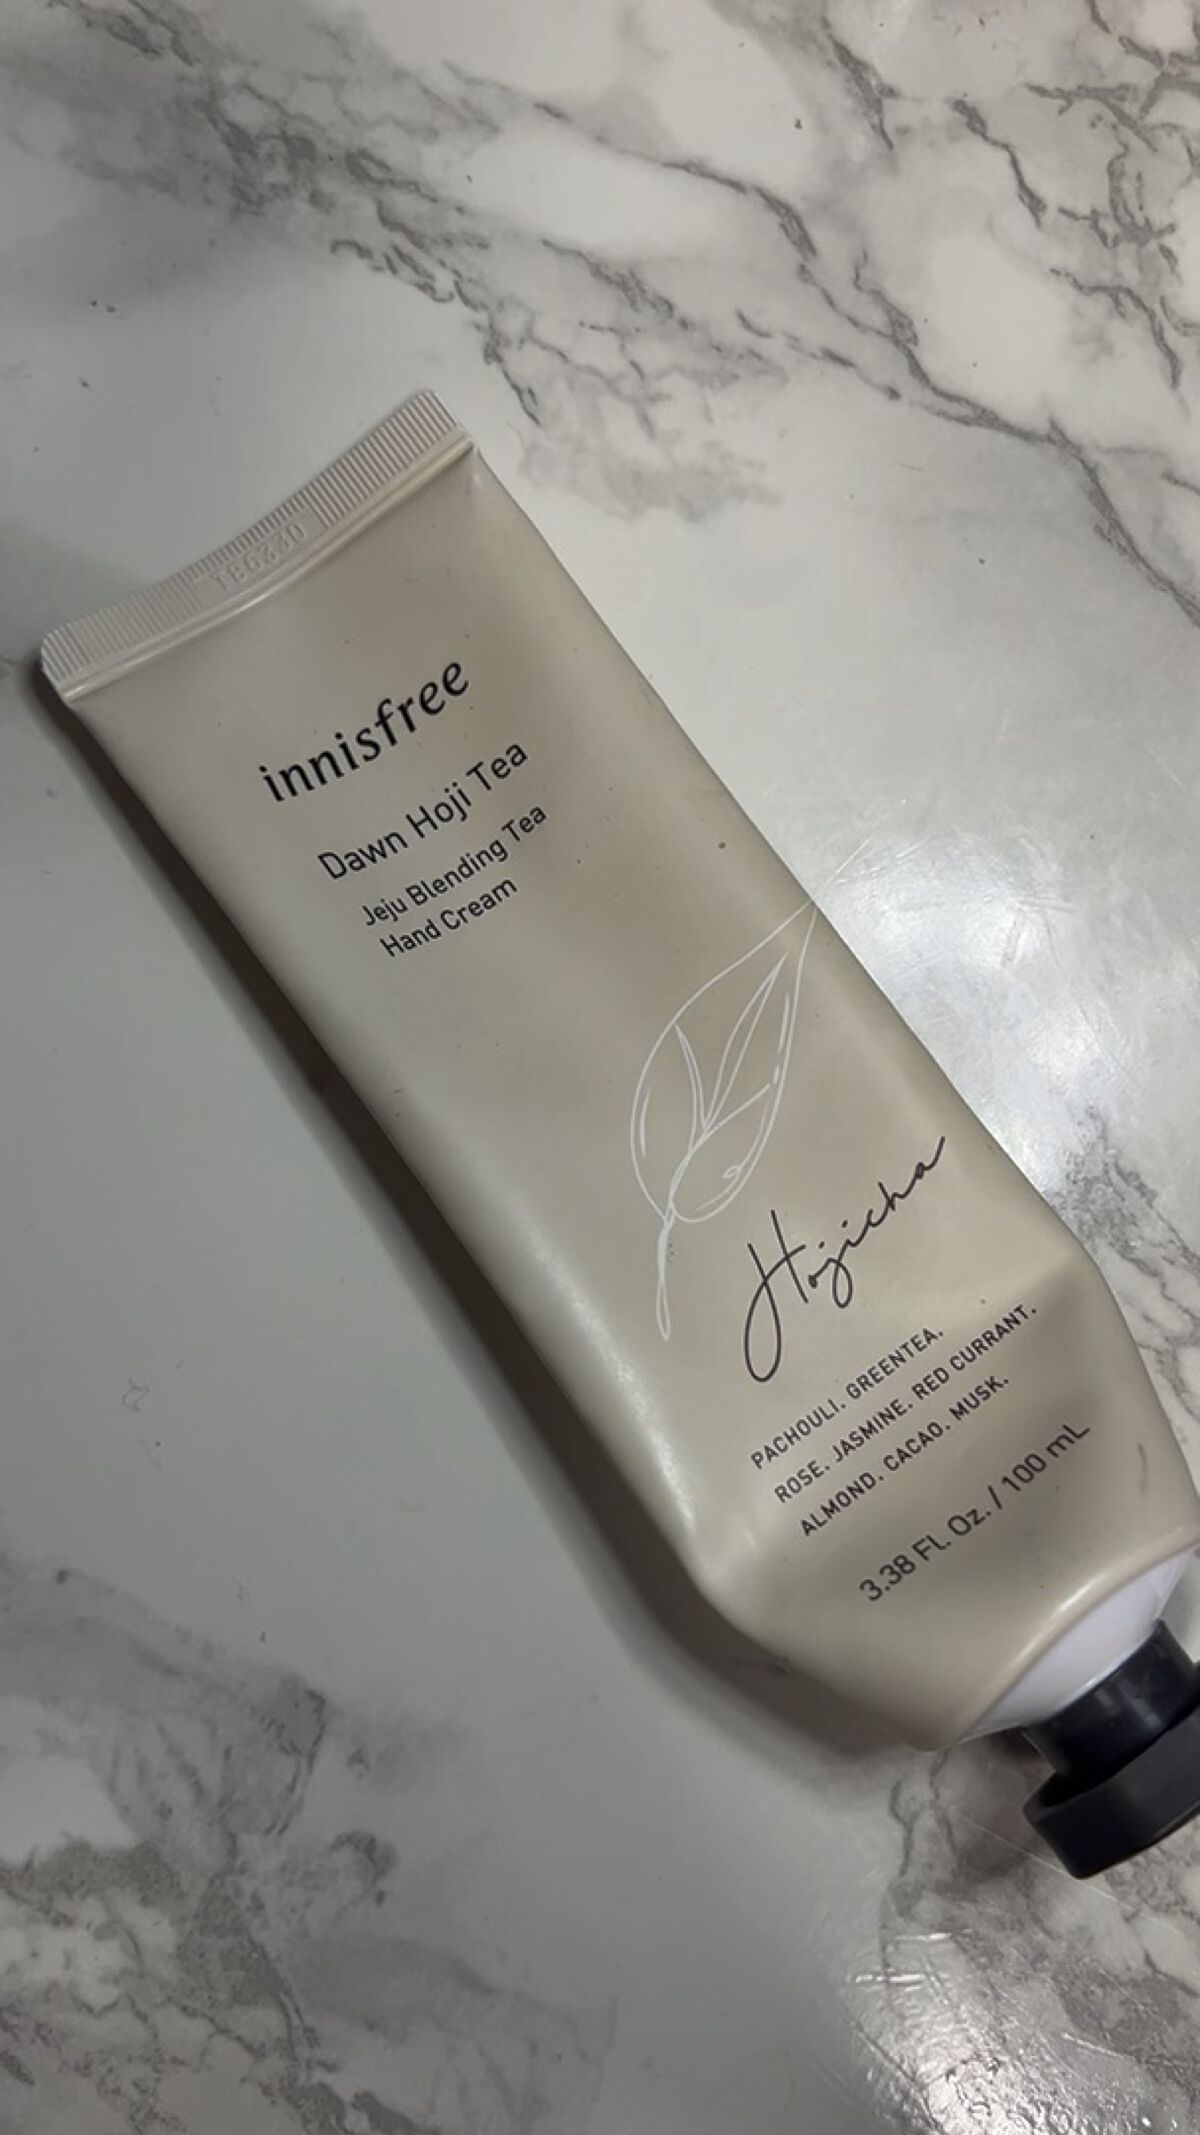 innisfree
Dawn Hoji Tea
Jeju Blending Tea
Hand Cream
Hojicha
PACHOULI. GREENTEA.
ROSE. JASMINE. RED CURRANT.
ALMOND. CACAO. MUSK.
3.38 FL. Oz. / 100 mL